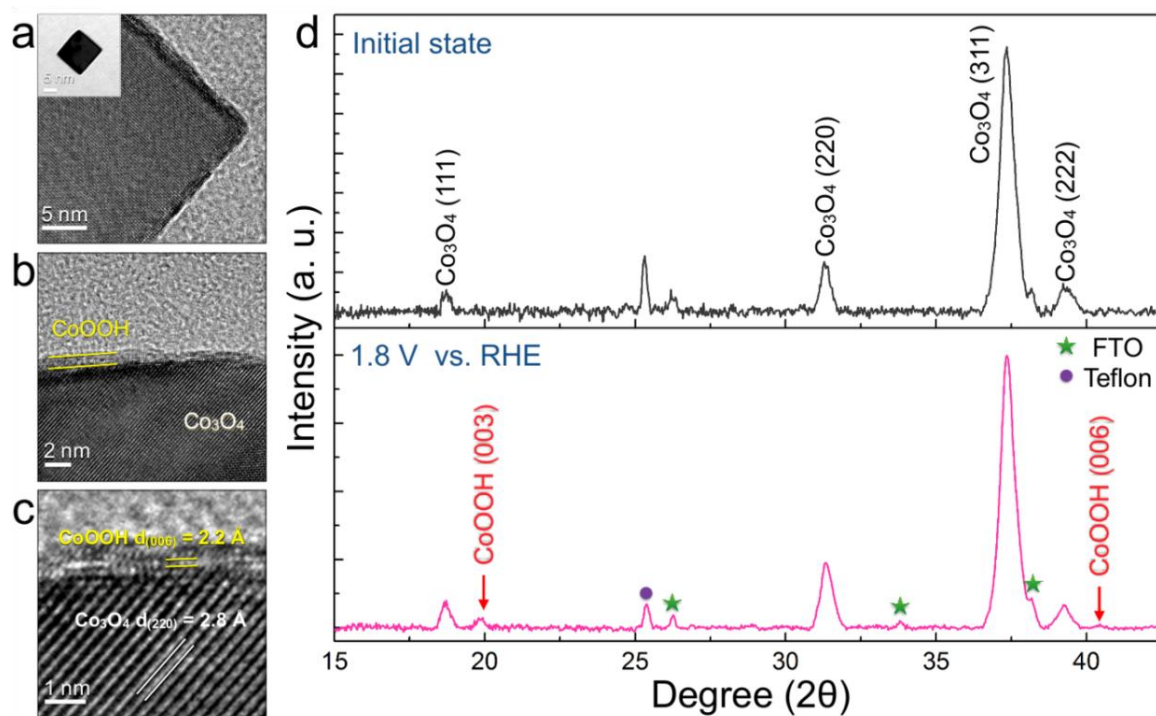 a
5 nm
5 nm
b
CoOOH
Co₃O₄
2 nm
c
CoOOH d(006) = 2.2 Å
Co₃O₄ d(220) = 2.8 Å
1 nm
d
Initial state
Co₃O₄ (111)
Co₃O₄ (220)
Co₃O₄ (311)
Co₃O₄ (222)
1.8 V vs. RHE
FTO
Teflon
CoOOH (003)
CoOOH (006)
Intensity (a. u.)
15 20 25 30 35 40
Degree (2θ)